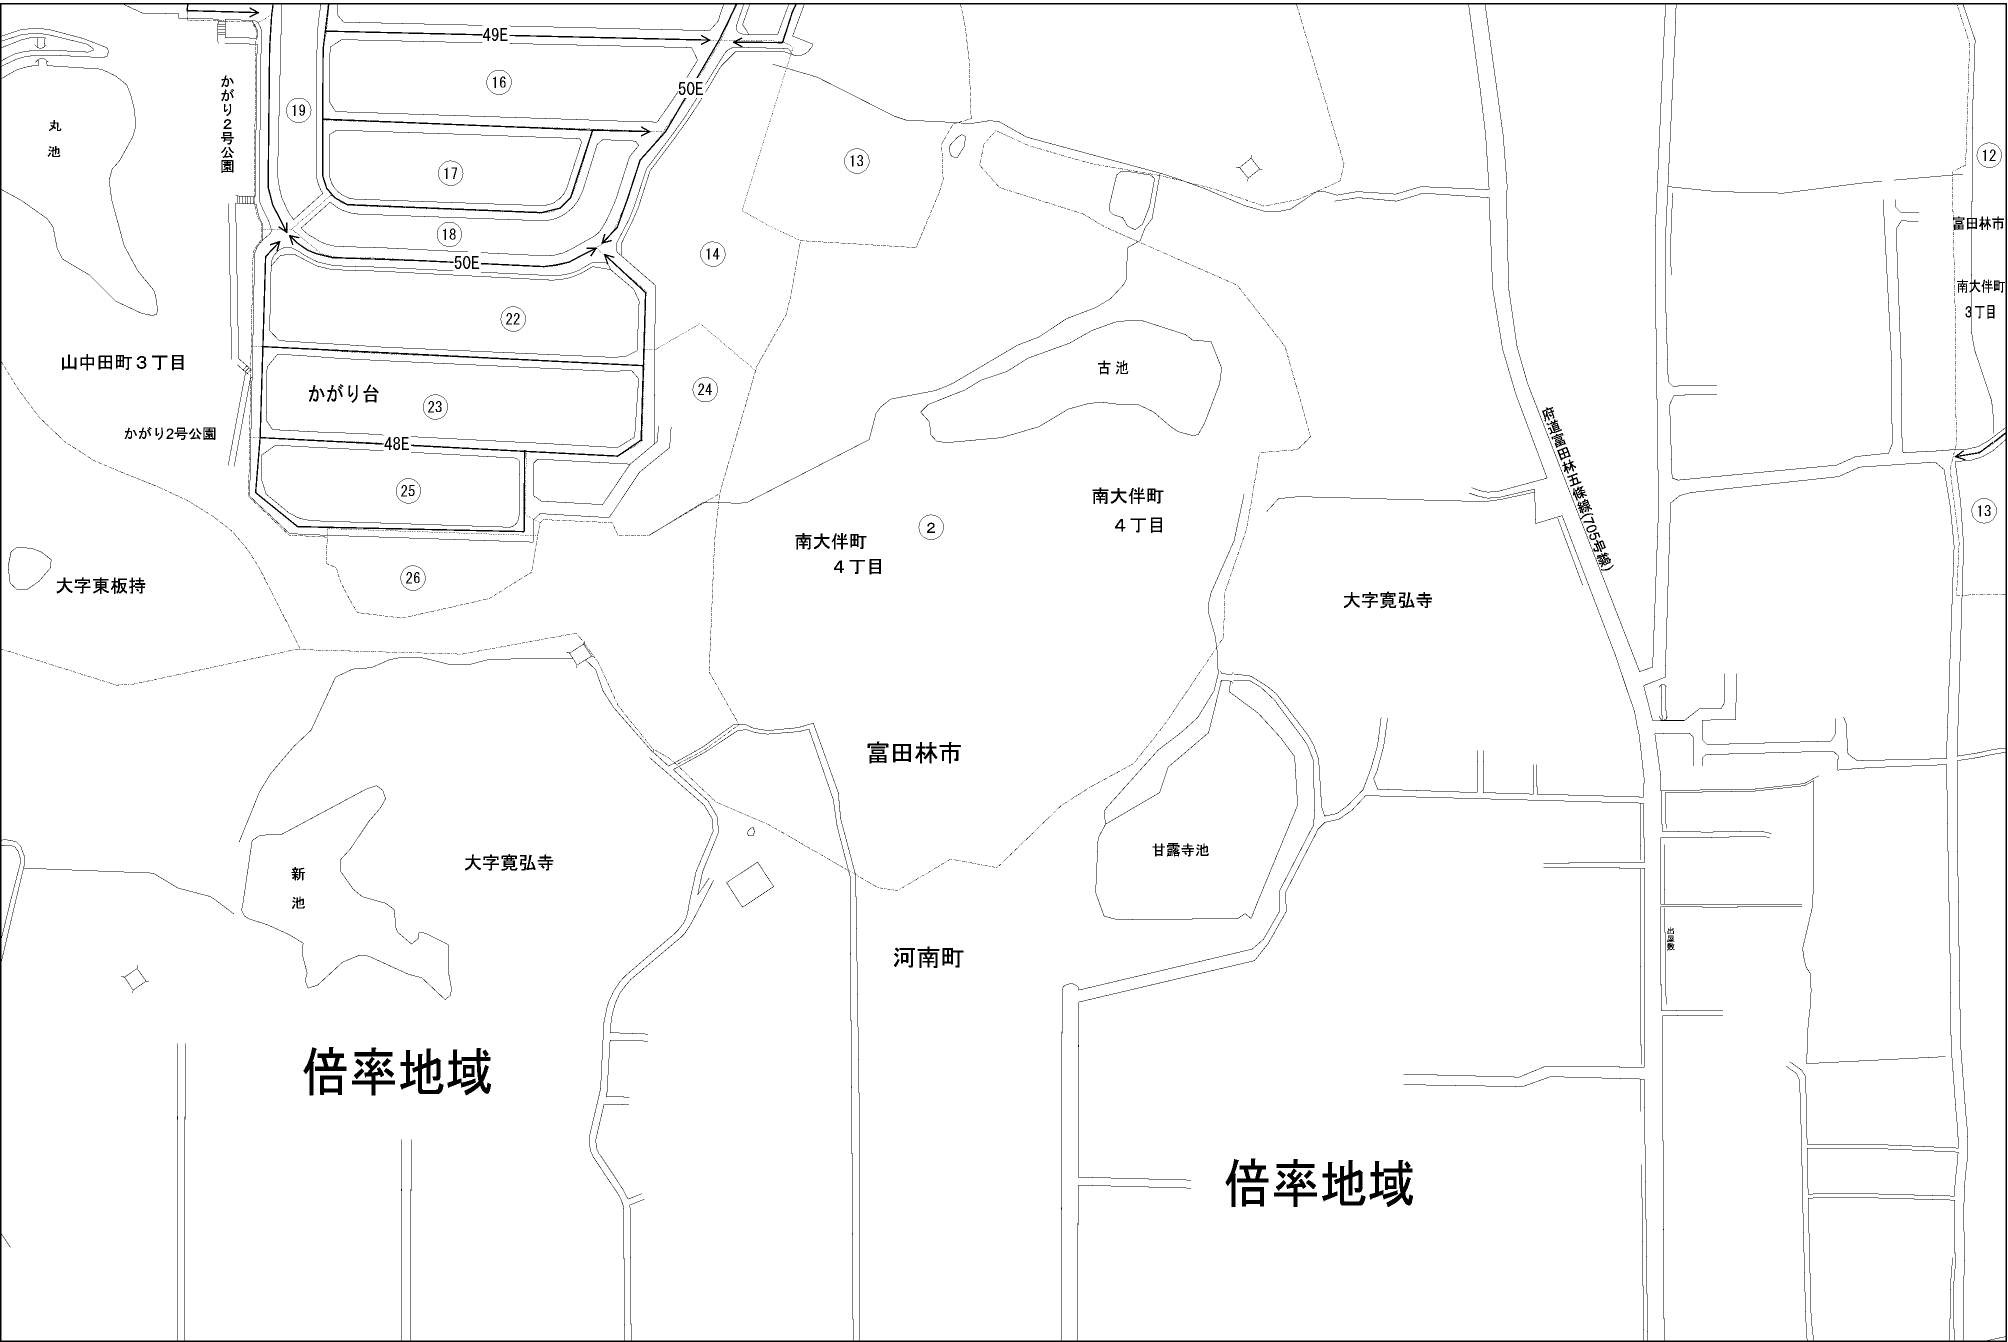 49E
50E
16
19
かがり2号公園
丸
池
17
13
12
18
富田林市
50E
14
南大伴町
3丁目
22
山中田町3丁目
古池
かがり台
23
24
かがり2号公園
48E
府道富田林五條線(705号線)
25
南大伴町
4丁目
2
南大伴町
4丁目
13
26
大字東板持
大字寛弘寺
富田林市
大字寛弘寺
新
池
甘露寺池
出屋敷
河南町
倍率地域
倍率地域